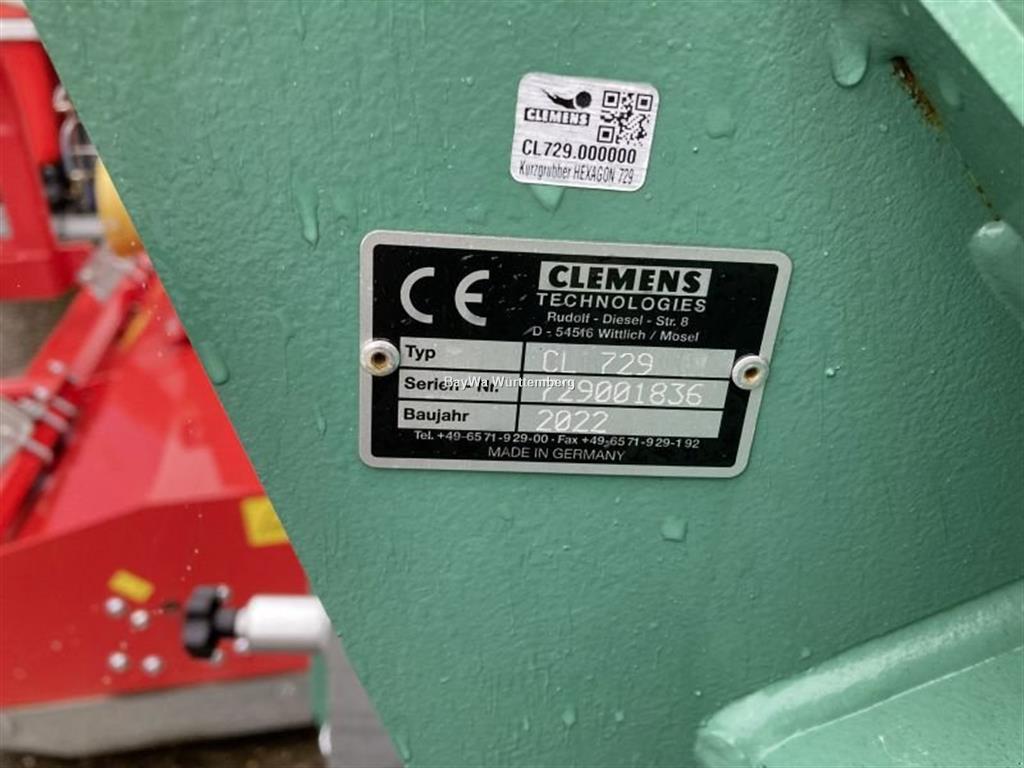 CLEMENS
CL729.000000
Kurzgrubber HEXAGON 729
CE
CLEMENS
TECHNOLOGIES
Rudolf - Diesel - Str. 8
D - 54516 Wittlich / Mosel
Typ CL 729
Serien - Nr. 729001836
BayWa Württemberg
Baujahr 2022
Tel. +49-6571-929-00 · Fax +49-6571-929-192
MADE IN GERMANY